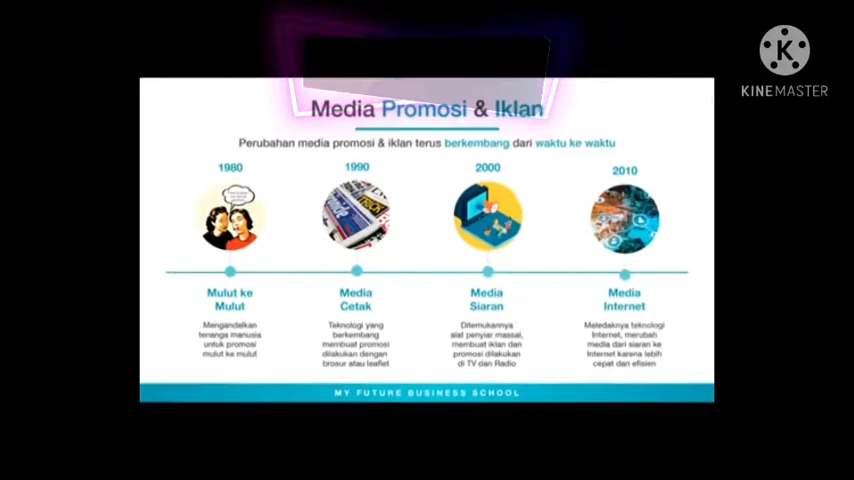 K
KINEMASTER
Media Promosi & Iklan
Perubahan media promosi & iklan terus berkembang dari waktu ke waktu
1980
1990
2000
2010
Mulut ke
Mulut
Mengandalkan
tenanga manusia
untuk promosi
mulut ke mulut
Media
Cetak
Teknologi yang
berkembang
membuat promosi
dilakukan dengan
brosur atau leaflet
Media
Siaran
Ditemukannya
alat penyiar massal,
membuat iklan dan
promosi dilakukan
di TV dan Radio
Media
Internet
Meledaknya teknologi
Internet, merubah
media dari siaran ke
Internet karena lebih
cepat dan efisien
MY FUTURE BUSINESS SCHOOL